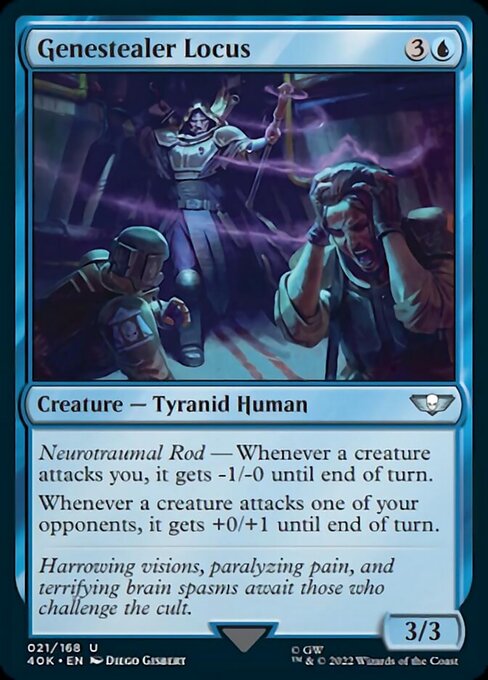 Genestealer Locus 3
Creature — Tyranid Human
Neurotraumal Rod — Whenever a creature
attacks you, it gets -1/-0 until end of turn.
Whenever a creature attacks one of your
opponents, it gets +0/+1 until end of turn.
Harrowing visions, paralyzing pain, and
terrifying brain spasms await those who
challenge the cult.
3/3
021/168 U
40K • EN Diego Gisbert
© GW
™ & © 2022 Wizards of the Coast